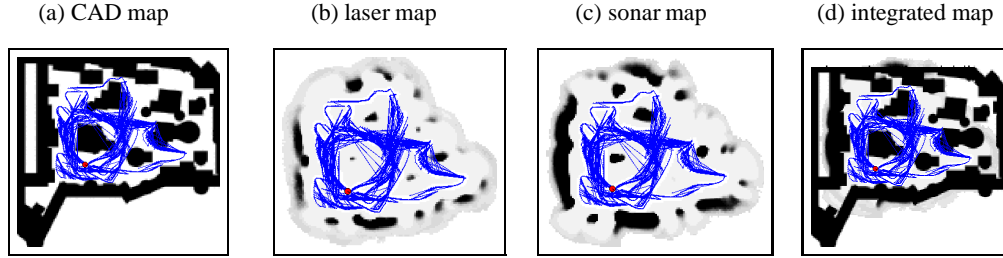 (a) CAD map
(b) laser map
(c) sonar map
(d) integrated map